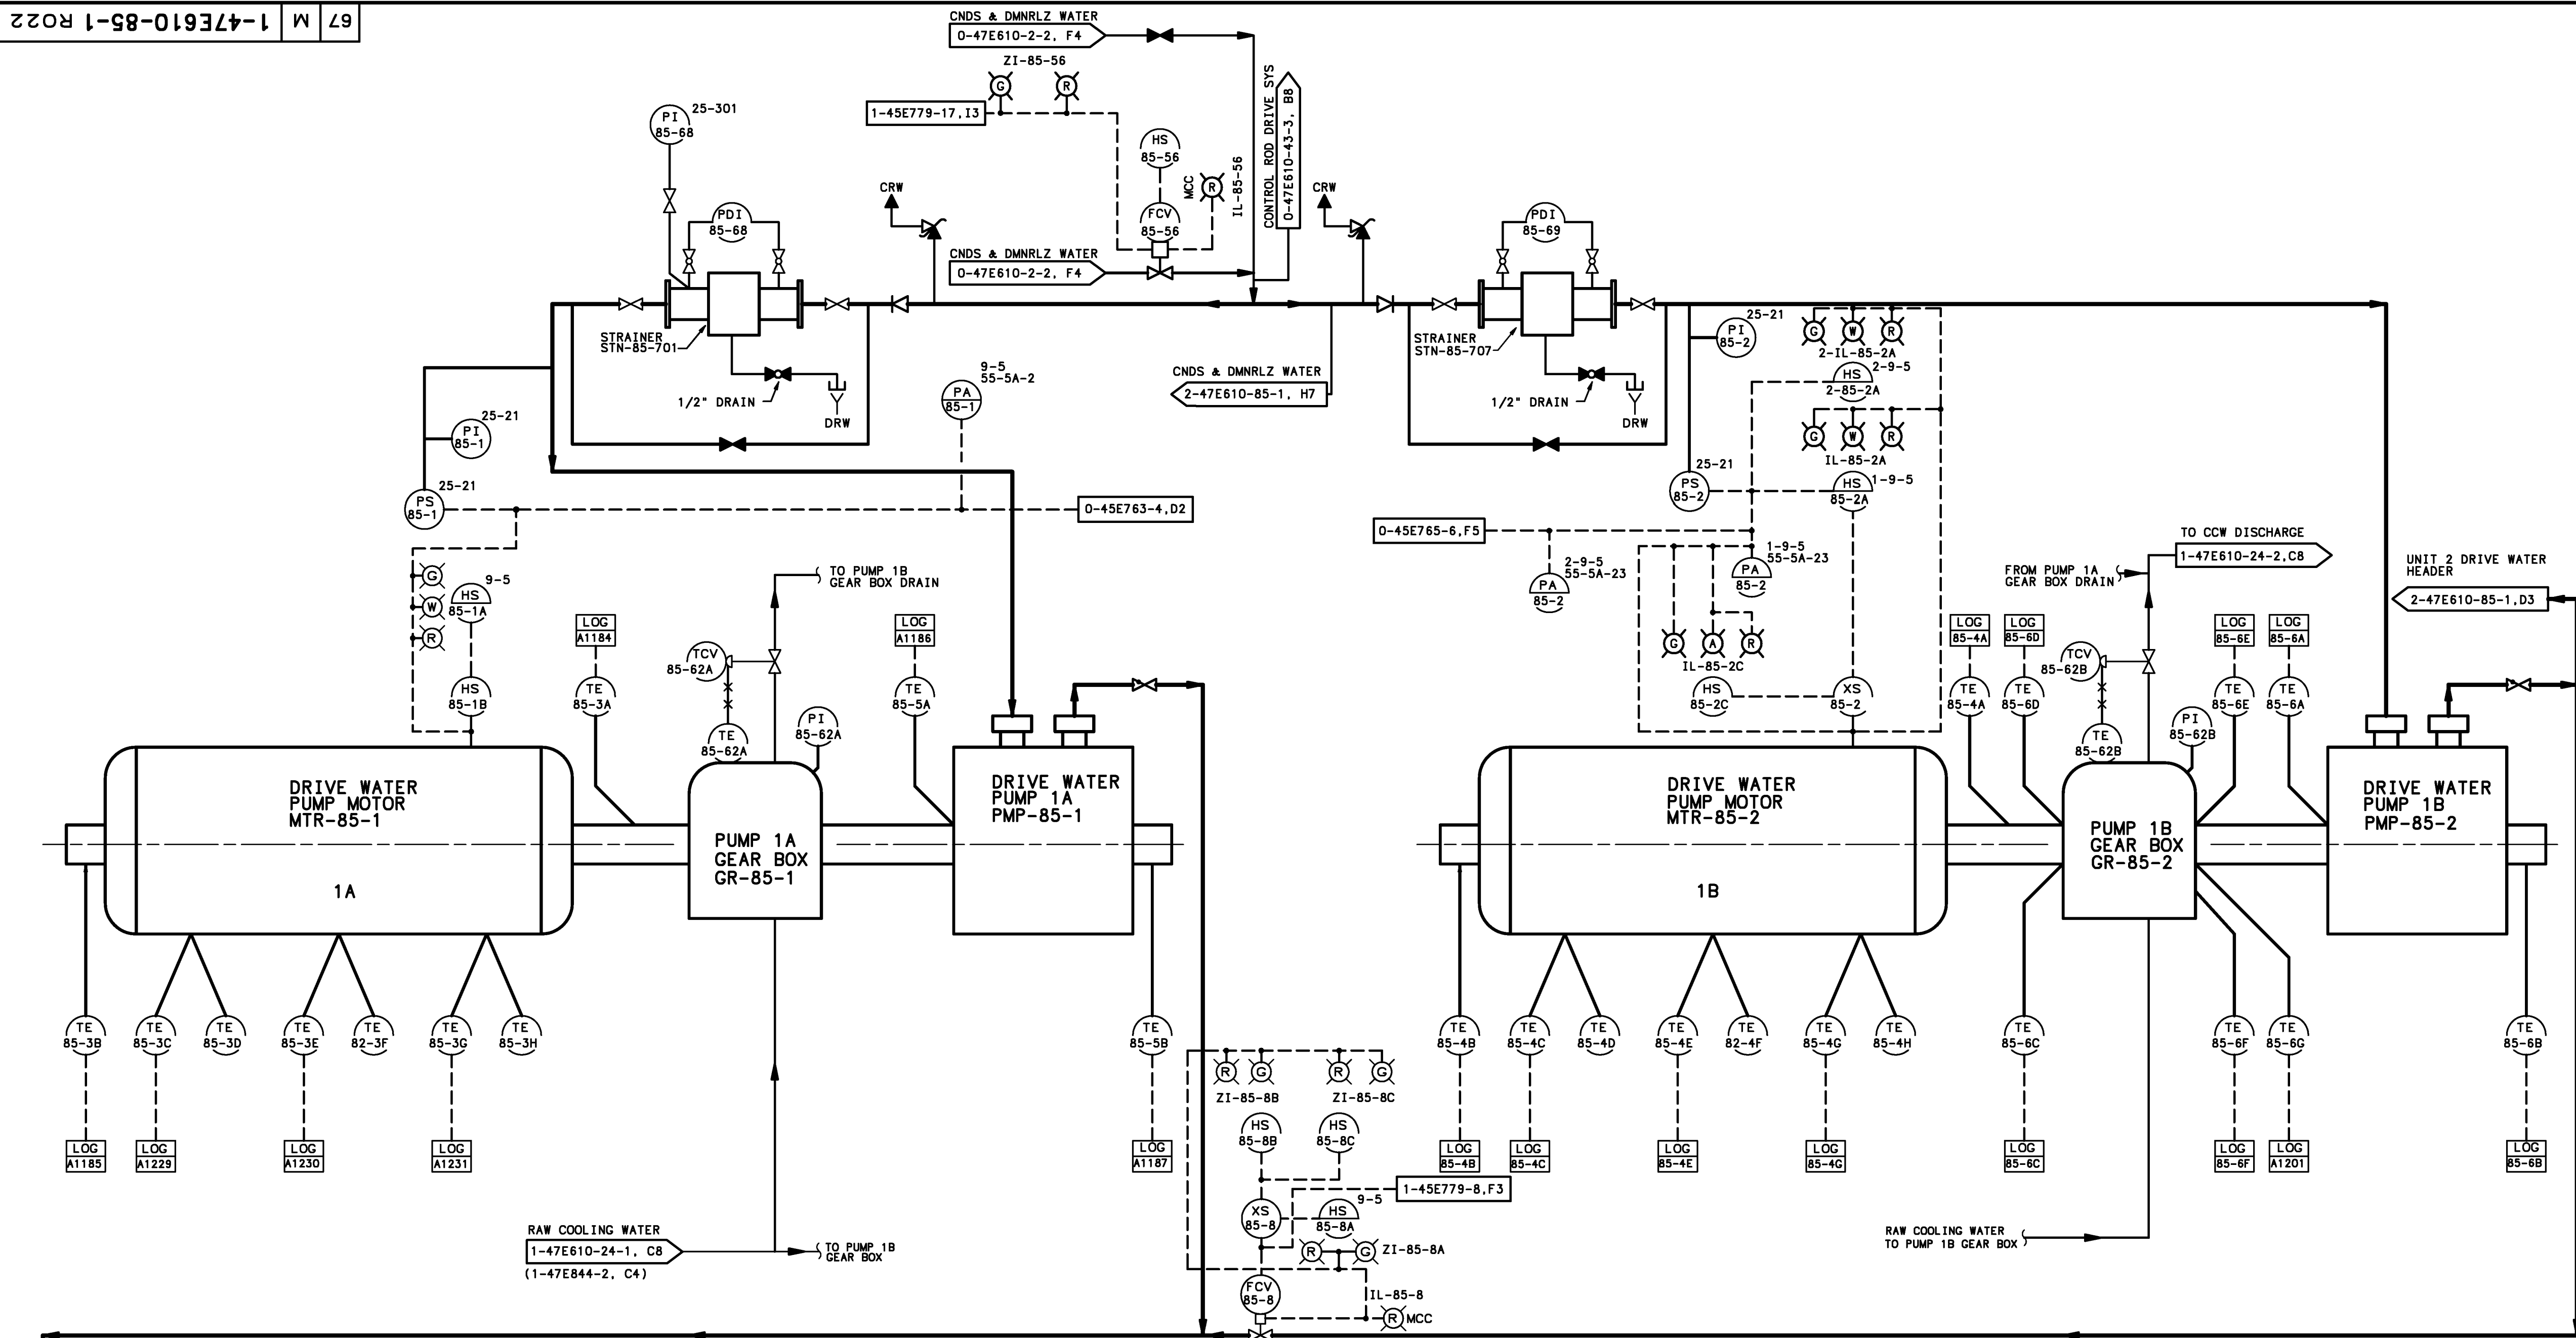 1-47E610-85-1 R022
M
67
CNDS & DMNRLZ WATER
0-47E610-2-2, F4
ZI-85-56
G
R
1-45E779-17,I3
HS
85-56
MCC
R
IL-85-56
FCV
85-56
CNDS & DMNRLZ WATER
0-47E610-2-2, F4
CONTROL ROD DRIVE SYS
0-47E610-43-3, B8
PI
85-68
25-301
PDI
85-68
CRW
CRW
PDI
85-69
STRAINER
STN-85-701
1/2" DRAIN
DRW
STRAINER
STN-85-707
1/2" DRAIN
DRW
CNDS & DMNRLZ WATER
2-47E610-85-1, H7
9-5
55-5A-2
PA
85-1
25-21
PI
85-1
25-21
PS
85-1
0-45E763-4,D2
25-21
PI
85-2
G
W
R
2-IL-85-2A
HS
2-85-2A
2-9-5
G
W
R
IL-85-2A
25-21
PS
85-2
HS
85-2A
1-9-5
0-45E765-6,F5
2-9-5
55-5A-23
PA
85-2
1-9-5
55-5A-23
PA
85-2
G
A
R
IL-85-2C
HS
85-2C
XS
85-2
G
W
R
9-5
HS
85-1A
HS
85-1B
LOG
A1184
TE
85-3A
TO PUMP 1B
GEAR BOX DRAIN
TCV
85-62A
TE
85-62A
PI
85-62A
LOG
A1186
TE
85-5A
TO CCW DISCHARGE
1-47E610-24-2,C8
FROM PUMP 1A
GEAR BOX DRAIN
UNIT 2 DRIVE WATER
HEADER
2-47E610-85-1,D3
LOG
85-4A
TE
85-4A
LOG
85-6D
TE
85-6D
TCV
85-62B
TE
85-62B
PI
85-62B
LOG
85-6E
TE
85-6E
LOG
85-6A
TE
85-6A
DRIVE WATER
PUMP MOTOR
MTR-85-1
1A
PUMP 1A
GEAR BOX
GR-85-1
DRIVE WATER
PUMP 1A
PMP-85-1
DRIVE WATER
PUMP MOTOR
MTR-85-2
1B
PUMP 1B
GEAR BOX
GR-85-2
DRIVE WATER
PUMP 1B
PMP-85-2
TE
85-3B
TE
85-3C
TE
85-3D
TE
85-3E
TE
82-3F
TE
85-3G
TE
85-3H
TE
85-5B
LOG
A1185
LOG
A1229
LOG
A1230
LOG
A1231
LOG
A1187
R
G
ZI-85-8B
R
G
ZI-85-8C
HS
85-8B
HS
85-8C
1-45E779-8,F3
XS
85-8
9-5
HS
85-8A
R
G
ZI-85-8A
FCV
85-8
IL-85-8
R
MCC
TE
85-4B
TE
85-4C
TE
85-4D
TE
85-4E
TE
82-4F
TE
85-4G
TE
85-4H
TE
85-6C
TE
85-6F
TE
85-6G
TE
85-6B
LOG
85-4B
LOG
85-4C
LOG
85-4E
LOG
85-4G
LOG
85-6C
LOG
85-6F
LOG
A1201
LOG
85-6B
RAW COOLING WATER
1-47E610-24-1, C8
(1-47E844-2, C4)
TO PUMP 1B
GEAR BOX
RAW COOLING WATER
TO PUMP 1B GEAR BOX